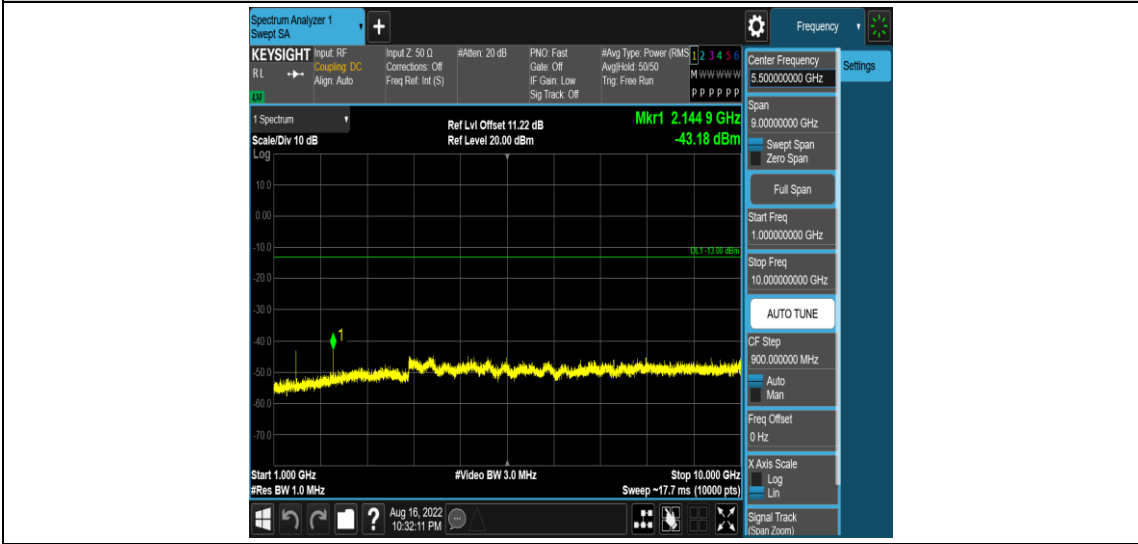 Spectrum Analyzer 1
Swept SA
+
Frequency
KEYSIGHT
RL
LXI
Input: RF
Coupling: DC
Align: Auto
Input Z: 50 Ω
Corrections: Off
Freq Ref: Int (S)
#Atten: 20 dB
PNO: Fast
Gate: Off
IF Gain: Low
Sig Track: Off
#Avg Type: Power (RMS
Avg|Hold: 50/50
Trig: Free Run
1 2 3 4 5 6
M W W W W W
P P P P P P
1 Spectrum
Scale/Div 10 dB
Log
Ref Lvl Offset 11.22 dB
Ref Level 20.00 dBm
Mkr1 2.144 9 GHz
-43.18 dBm
10.0
0.00
-10.0
DL1 -13.00 dBm
-20.0
-30.0
1
-40.0
-50.0
-60.0
-70.0
Start 1.000 GHz
#Res BW 1.0 MHz
#Video BW 3.0 MHz
Stop 10.000 GHz
Sweep ~17.7 ms (10000 pts)
?
Aug 16, 2022
10:32:11 PM
Center Frequency
5.500000000 GHz
Span
9.00000000 GHz
Swept Span
Zero Span
Full Span
Start Freq
1.000000000 GHz
Stop Freq
10.000000000 GHz
AUTO TUNE
CF Step
900.000000 MHz
Auto
Man
Freq Offset
0 Hz
X Axis Scale
Log
Lin
Signal Track
(Span Zoom)
Settings